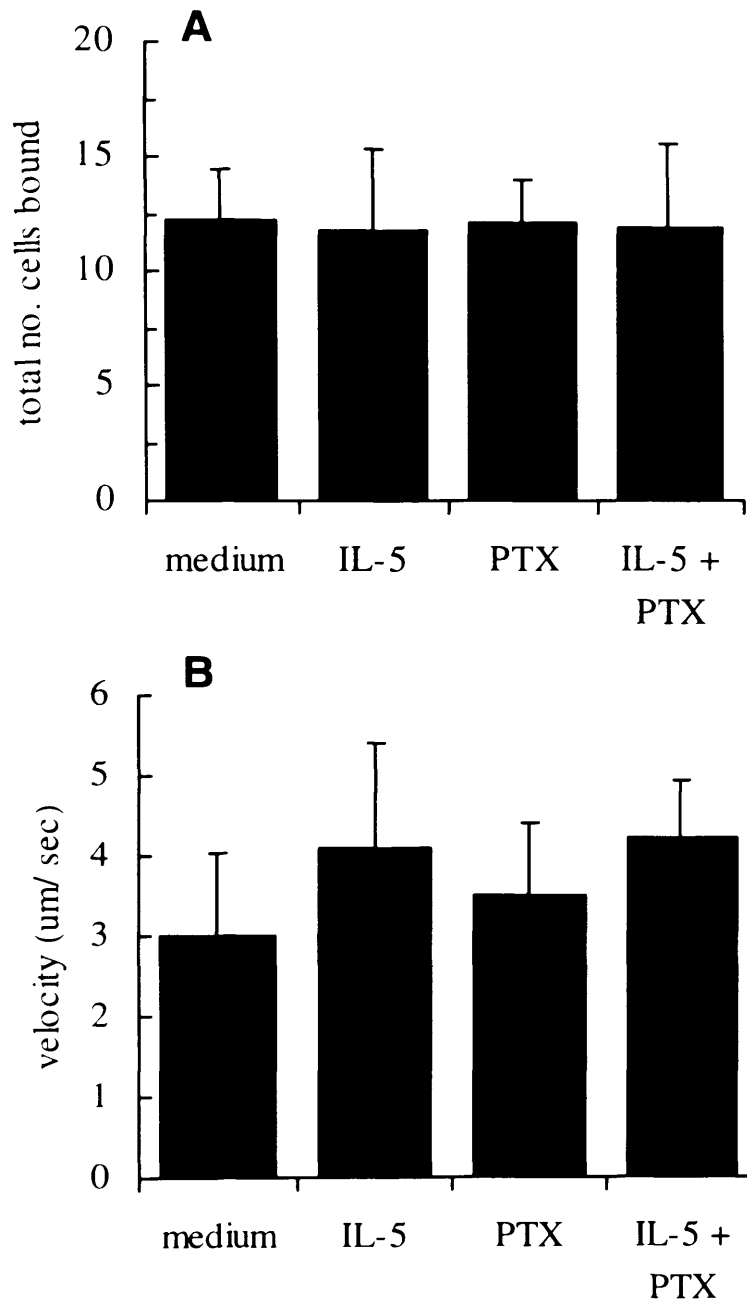 A
20
15
10
5
0
total no. cells bound
medium IL-5 PTX IL-5 +
PTX
B
6
5
4
3
2
1
0
velocity (um/ sec)
medium IL-5 PTX IL-5 +
PTX